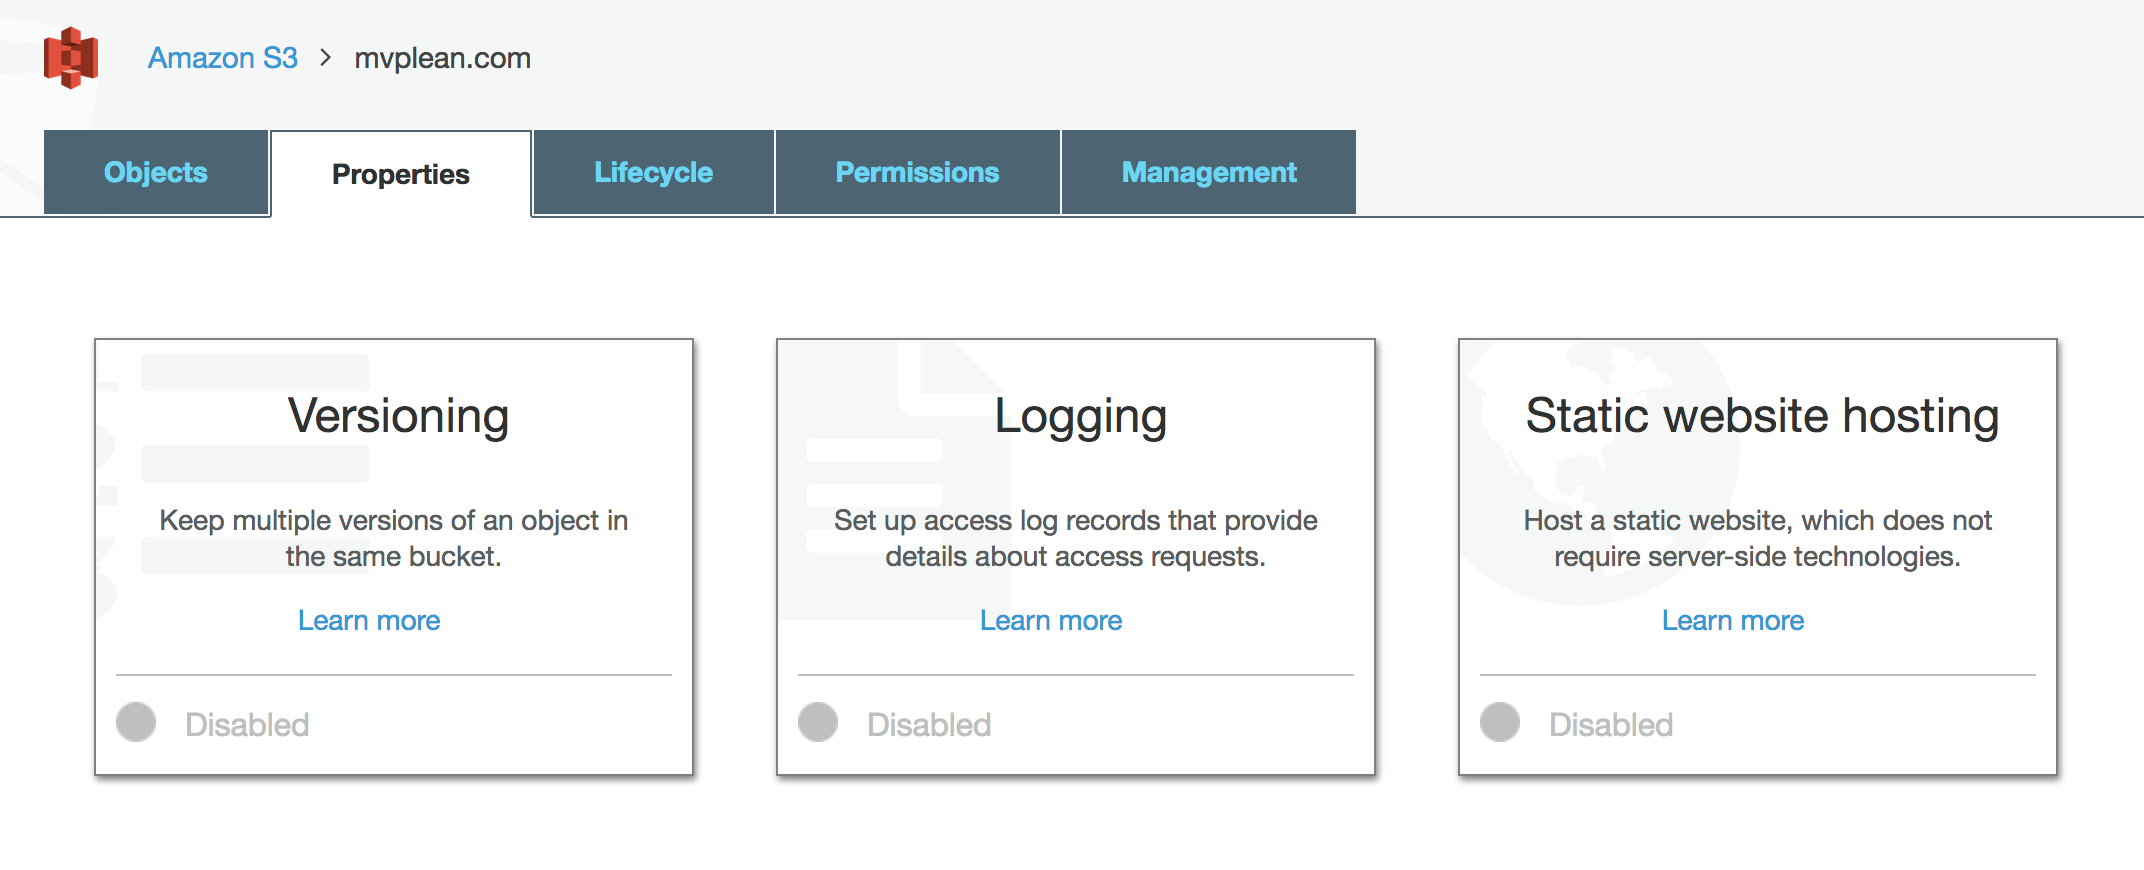 Amazon S3 > mvplean.com
Objects Properties Lifecycle Permissions Management
Versioning
Keep multiple versions of an object in
the same bucket.
Learn more
Disabled
Logging
Set up access log records that provide
details about access requests.
Learn more
Disabled
Static website hosting
Host a static website, which does not
require server-side technologies.
Learn more
Disabled